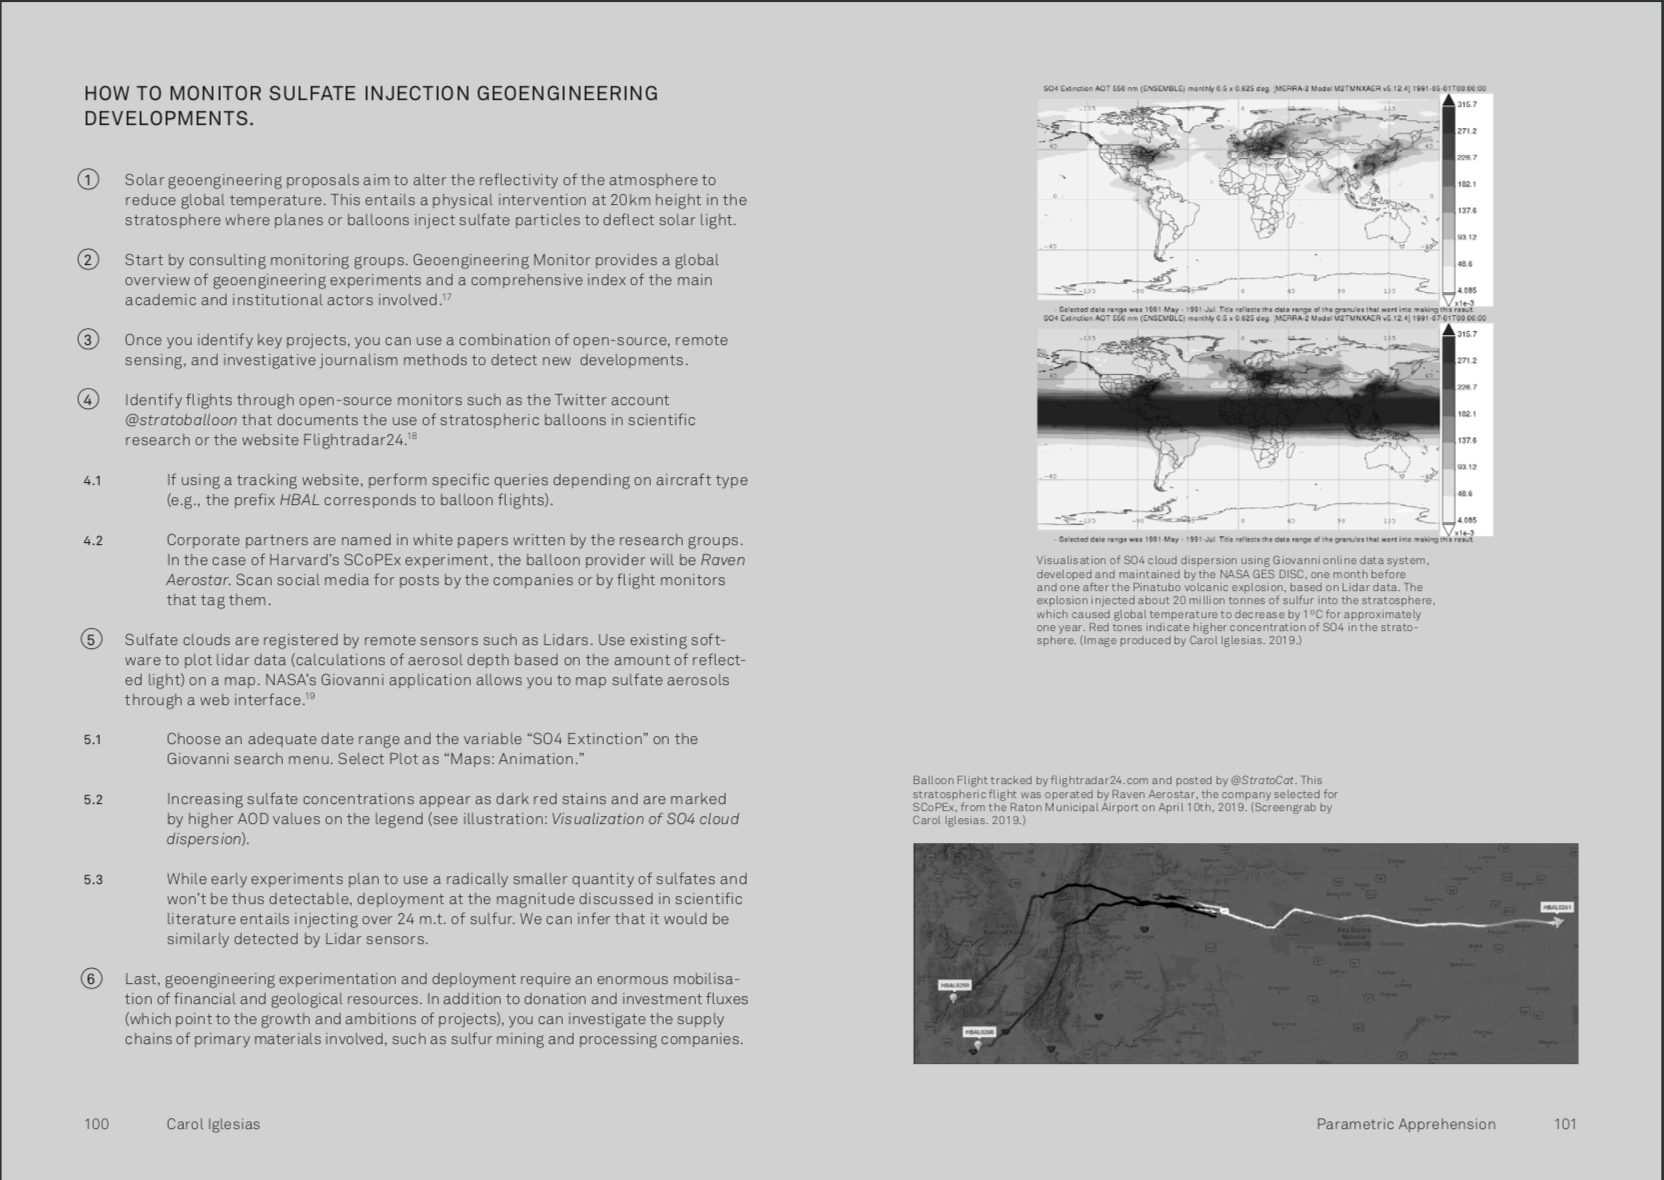 HOW TO MONITOR SULFATE INJECTION GEOENGINEERING
DEVELOPMENTS.
1 Solar geoengineering proposals aim to alter the reflectivity of the atmosphere to
reduce global temperature. This entails a physical intervention at 20km height in the
stratosphere where planes or balloons inject sulfate particles to deflect solar light.
2 Start by consulting monitoring groups. Geoengineering Monitor provides a global
overview of geoengineering experiments and a comprehensive index of the main
academic and institutional actors involved.17
3 Once you identify key projects, you can use a combination of open-source, remote
sensing, and investigative journalism methods to detect new developments.
4 Identify flights through open-source monitors such as the Twitter account
@stratoballoon that documents the use of stratospheric balloons in scientific
research or the website Flightradar24.18
4.1 If using a tracking website, perform specific queries depending on aircraft type
(e.g., the prefix HBAL corresponds to balloon flights).
4.2 Corporate partners are named in white papers written by the research groups.
In the case of Harvard's SCoPEx experiment, the balloon provider will be Raven
Aerostar. Scan social media for posts by the companies or by flight monitors
that tag them.
5 Sulfate clouds are registered by remote sensors such as Lidars. Use existing soft-
ware to plot lidar data (calculations of aerosol depth based on the amount of reflect-
ed light) on a map. NASA's Giovanni application allows you to map sulfate aerosols
through a web interface.19
5.1 Choose an adequate date range and the variable “SO4 Extinction” on the
Giovanni search menu. Select Plot as “Maps: Animation.”
5.2 Increasing sulfate concentrations appear as dark red stains and are marked
by higher AOD values on the legend (see illustration: Visualization of SO4 cloud
dispersion).
5.3 While early experiments plan to use a radically smaller quantity of sulfates and
won't be thus detectable, deployment at the magnitude discussed in scientific
literature entails injecting over 24 m.t. of sulfur. We can infer that it would be
similarly detected by Lidar sensors.
6 Last, geoengineering experimentation and deployment require an enormous mobilisa-
tion of financial and geological resources. In addition to donation and investment fluxes
(which point to the growth and ambitions of projects), you can investigate the supply
chains of primary materials involved, such as sulfur mining and processing companies.
100 Carol Iglesias
SO4 Extinction AOT 550 nm (ENSEMBLE) monthly 0.5 x 0.625 deg. [MERRA-2 Model M2TMNXAER v5.12.4] 1991-05-01T00:00:00
315.7
271.2
226.7
182.1
137.6
93.12
48.6
4.085
x1e-3
- Selected date range was 1991-May - 1991-Jul. Title reflects the date range of the granules that went into making this result.
SO4 Extinction AOT 550 nm (ENSEMBLE) monthly 0.5 x 0.625 deg. [MERRA-2 Model M2TMNXAER v5.12.4] 1991-07-01T00:00:00
315.7
271.2
226.7
182.1
137.6
93.12
48.6
4.085
x1e-3
- Selected date range was 1991-May - 1991-Jul. Title reflects the date range of the granules that went into making this result.
Visualisation of SO4 cloud dispersion using Giovanni online data system,
developed and maintained by the NASA GES DISC, one month before
and one after the Pinatubo volcanic explosion, based on Lidar data. The
explosion injected about 20 million tonnes of sulfur into the stratosphere,
which caused global temperature to decrease by 1ºC for approximately
one year. Red tones indicate higher concentration of SO4 in the strato-
sphere. (Image produced by Carol Iglesias. 2019.)
Balloon Flight tracked by flightradar24.com and posted by @StratoCat. This
stratospheric flight was operated by Raven Aerostar, the company selected for
SCoPEx, from the Raton Municipal Airport on April 10th, 2019. (Screengrab by
Carol Iglesias. 2019.)
HBAL0261
HBAL0259
HBAL0260
Parametric Apprehension 101